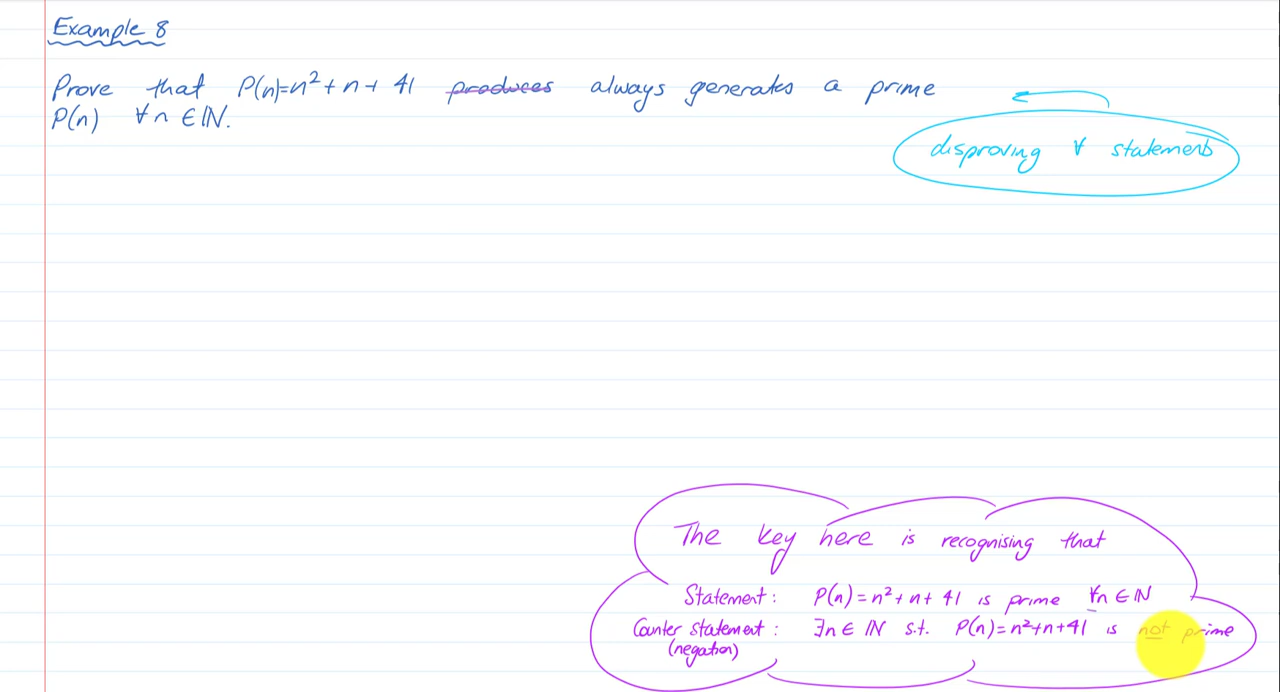 Example 8
Prove that P(n)=n²+n+41 produces always generates a prime
P(n) ∀n ∈ ℕ.
disproving ∀ statements
The key here is recognising that
Statement: P(n)=n²+n+41 is prime ∀n ∈ ℕ
Counter statement: ∃n ∈ ℕ s.t. P(n)=n²+n+41 is not prime
(negation)